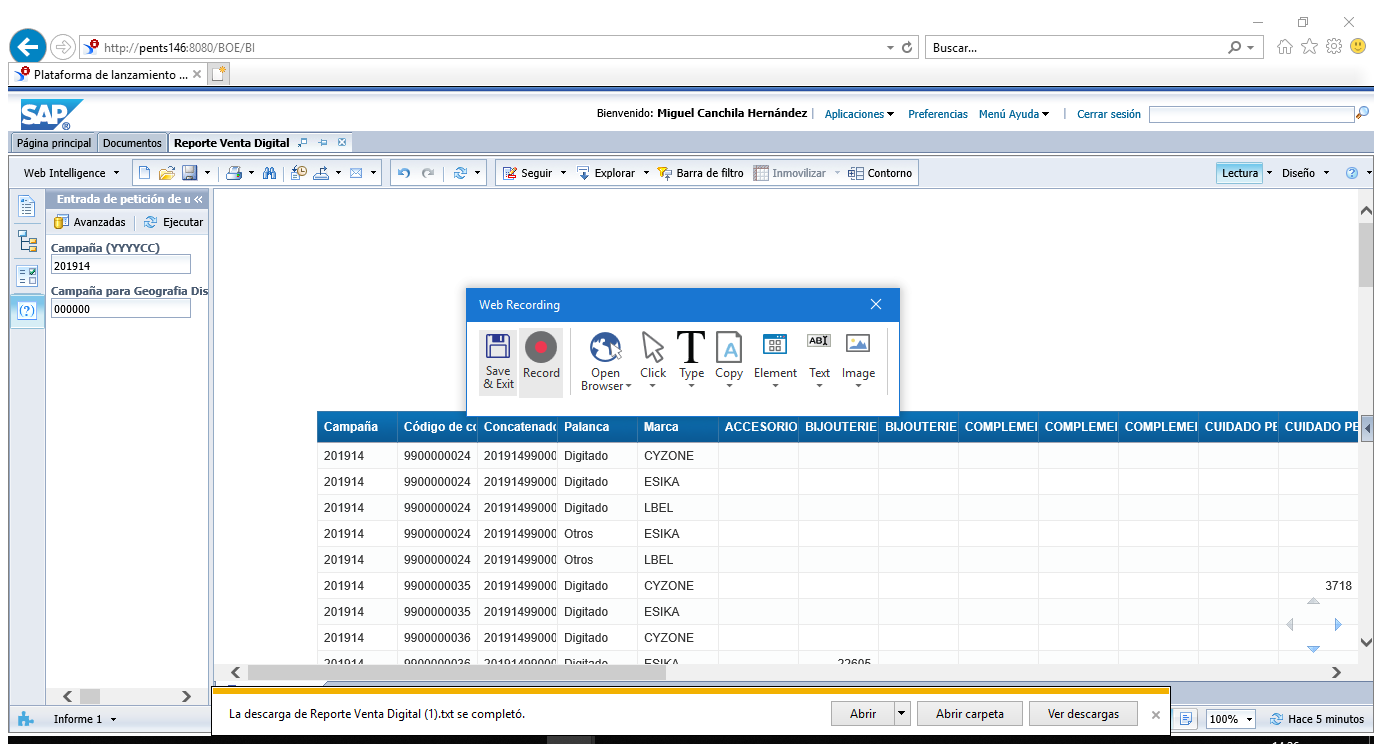 http://pents146:8080/BOE/BI
Buscar...
Plataforma de lanzamiento ...
SAP
Bienvenido: Miguel Canchila Hernández | Aplicaciones Preferencias Menú Ayuda | Cerrar sesión
Página principal Documentos Reporte Venta Digital
Web Intelligence Seguir Explorar Barra de filtro Inmovilizar Contorno Lectura Diseño
Entrada de petición de u «
Avanzadas Ejecutar
Campaña (YYYYCC)
201914
Campaña para Geografia Dis
000000
Web Recording
Save & Exit
Record
Open Browser
Click
Type
Copy
Element
Text
Image
Campaña Código de co Concatenado Palanca Marca ACCESORIO BIJOUTERIE BIJOUTERIE COMPLEMEI COMPLEMEI COMPLEMEI CUIDADO PE CUIDADO PE
201914 9900000024 20191499000 Digitado CYZONE
201914 9900000024 20191499000 Digitado ESIKA
201914 9900000024 20191499000 Digitado LBEL
201914 9900000024 20191499000 Otros ESIKA
201914 9900000024 20191499000 Otros LBEL
201914 9900000035 20191499000 Digitado CYZONE 3718
201914 9900000035 20191499000 Digitado ESIKA
201914 9900000036 20191499000 Digitado CYZONE
201914 9900000036 20191499000 Digitado ESIKA 22605
La descarga de Reporte Venta Digital (1).txt se completó.
Abrir Abrir carpeta Ver descargas
Informe 1
100% Hace 5 minutos